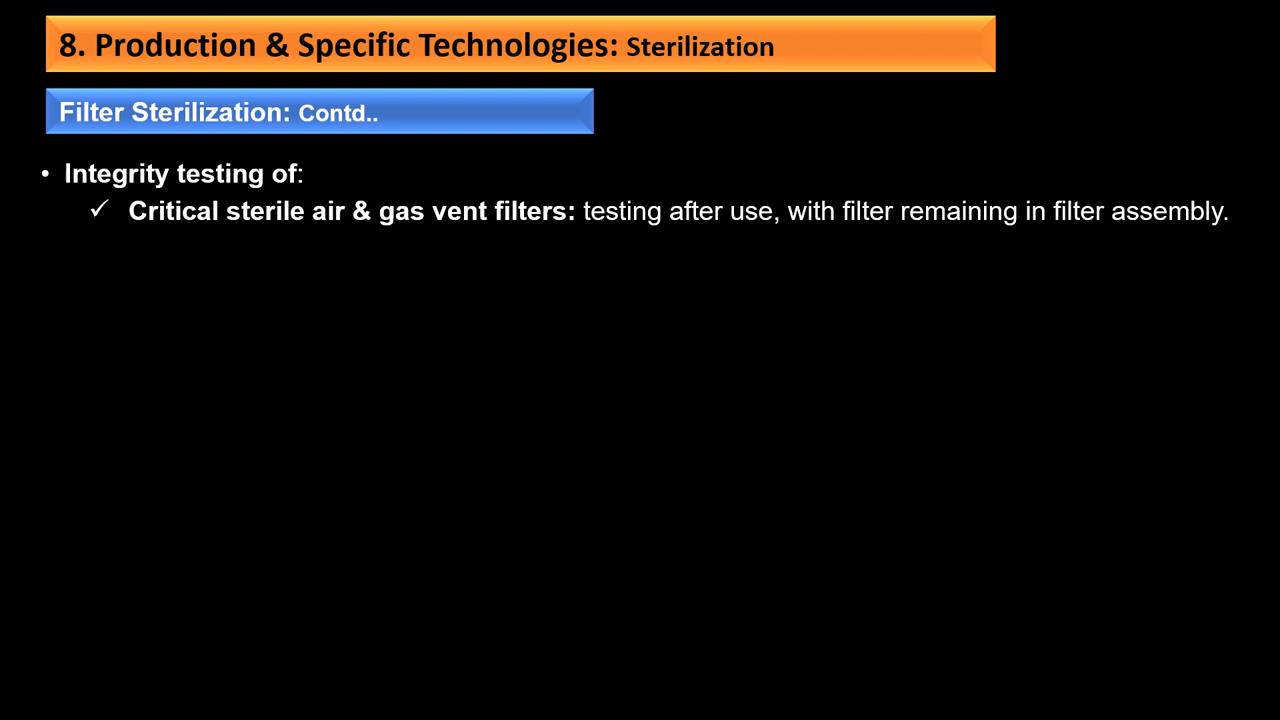 8. Production & Specific Technologies: Sterilization
Filter Sterilization: Contd..
• Integrity testing of:
✓ Critical sterile air & gas vent filters: testing after use, with filter remaining in filter assembly.